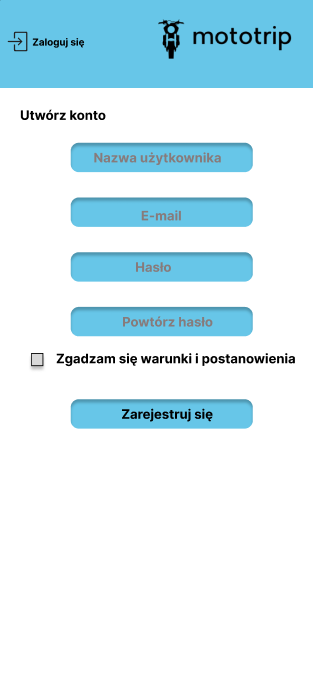 Zaloguj się
mototrip
Utwórz konto
Nazwa użytkownika
E-mail
Hasło
Powtórz hasło
Zgadzam się warunki i postanowienia
Zarejestruj się